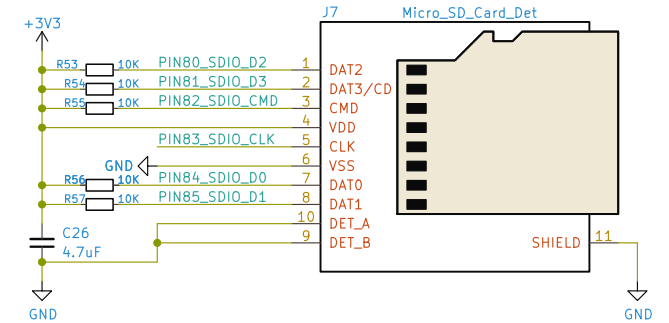 J7 Micro_SD_Card_Det
+3V3
R53 10K PIN80_SDIO_D2 1 DAT2
R54 10K PIN81_SDIO_D3 2 DAT3/CD
R55 10K PIN82_SDIO_CMD 3 CMD
4 VDD
PIN83_SDIO_CLK 5 CLK
GND 6 VSS
R56 10K PIN84_SDIO_D0 7 DAT0
R57 10K PIN85_SDIO_D1 8 DAT1
10 DET_A
C26 9 DET_B SHIELD 11
4.7uF
GND GND